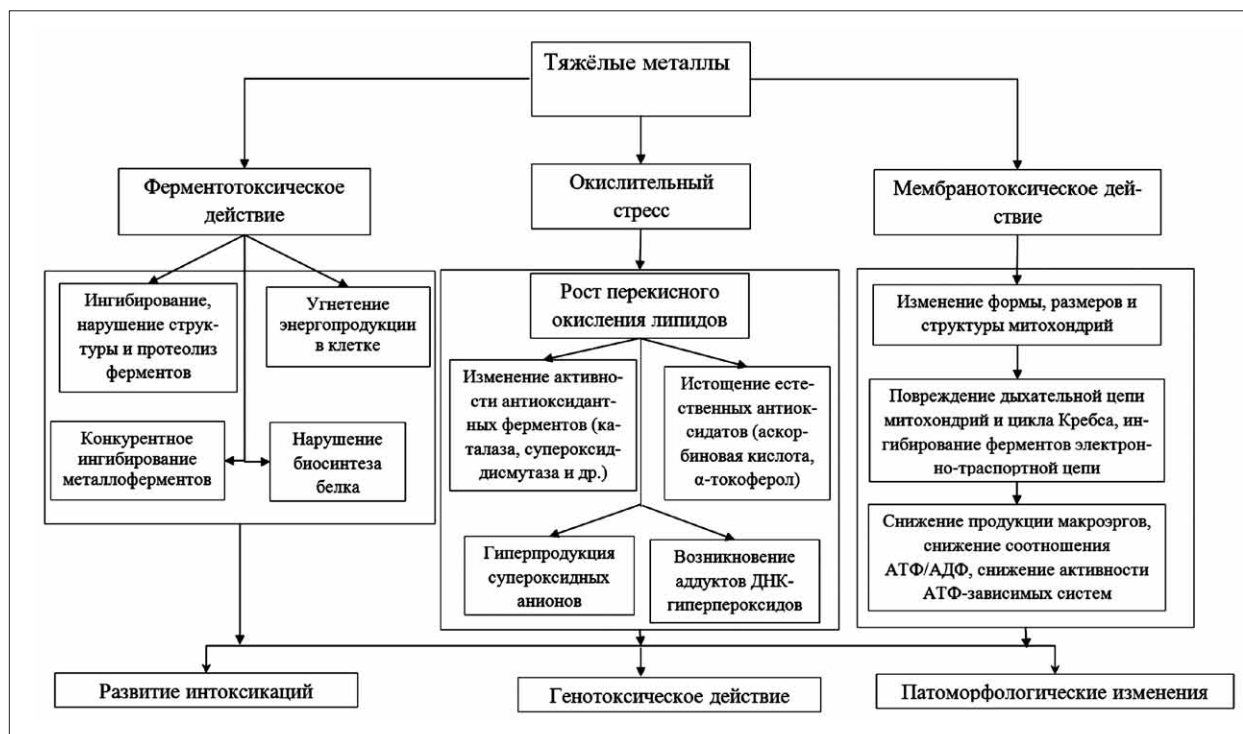 Тяжёлые металлы
Ферментотоксическое
действие
Окислительный
стресс
Мембранотоксическое дей-
ствие
Ингибирование,
нарушение струк-
туры и протеолиз
ферментов
Угнетение
энергопродукции
в клетке
Конкурентное
ингибирование
металлоферментов
Нарушение
биосинтеза
белка
Рост перекисного
окисления липидов
Изменение активно-
сти антиоксидант-
ных ферментов (ка-
талаза, супероксид-
дисмутаза и др.)
Истощение есте-
ственных антиок-
сидатов (аскор-
биновая кислота,
α-токоферол)
Гиперпродукция
супероксидных
анионов
Возникновение
аддуктов ДНК-
гиперпероксидов
Изменение формы, размеров и
структуры митохондрий
Повреждение дыхательной цепи
митохондрий и цикла Кребса, ин-
гибирование ферментов электрон-
но-траспортной цепи
Снижение продукции макроэргов,
снижение соотношения
АТФ/АДФ, снижение активности
АТФ-зависимых систем
Развитие интоксикаций
Генотоксическое действие
Патоморфологические изменения